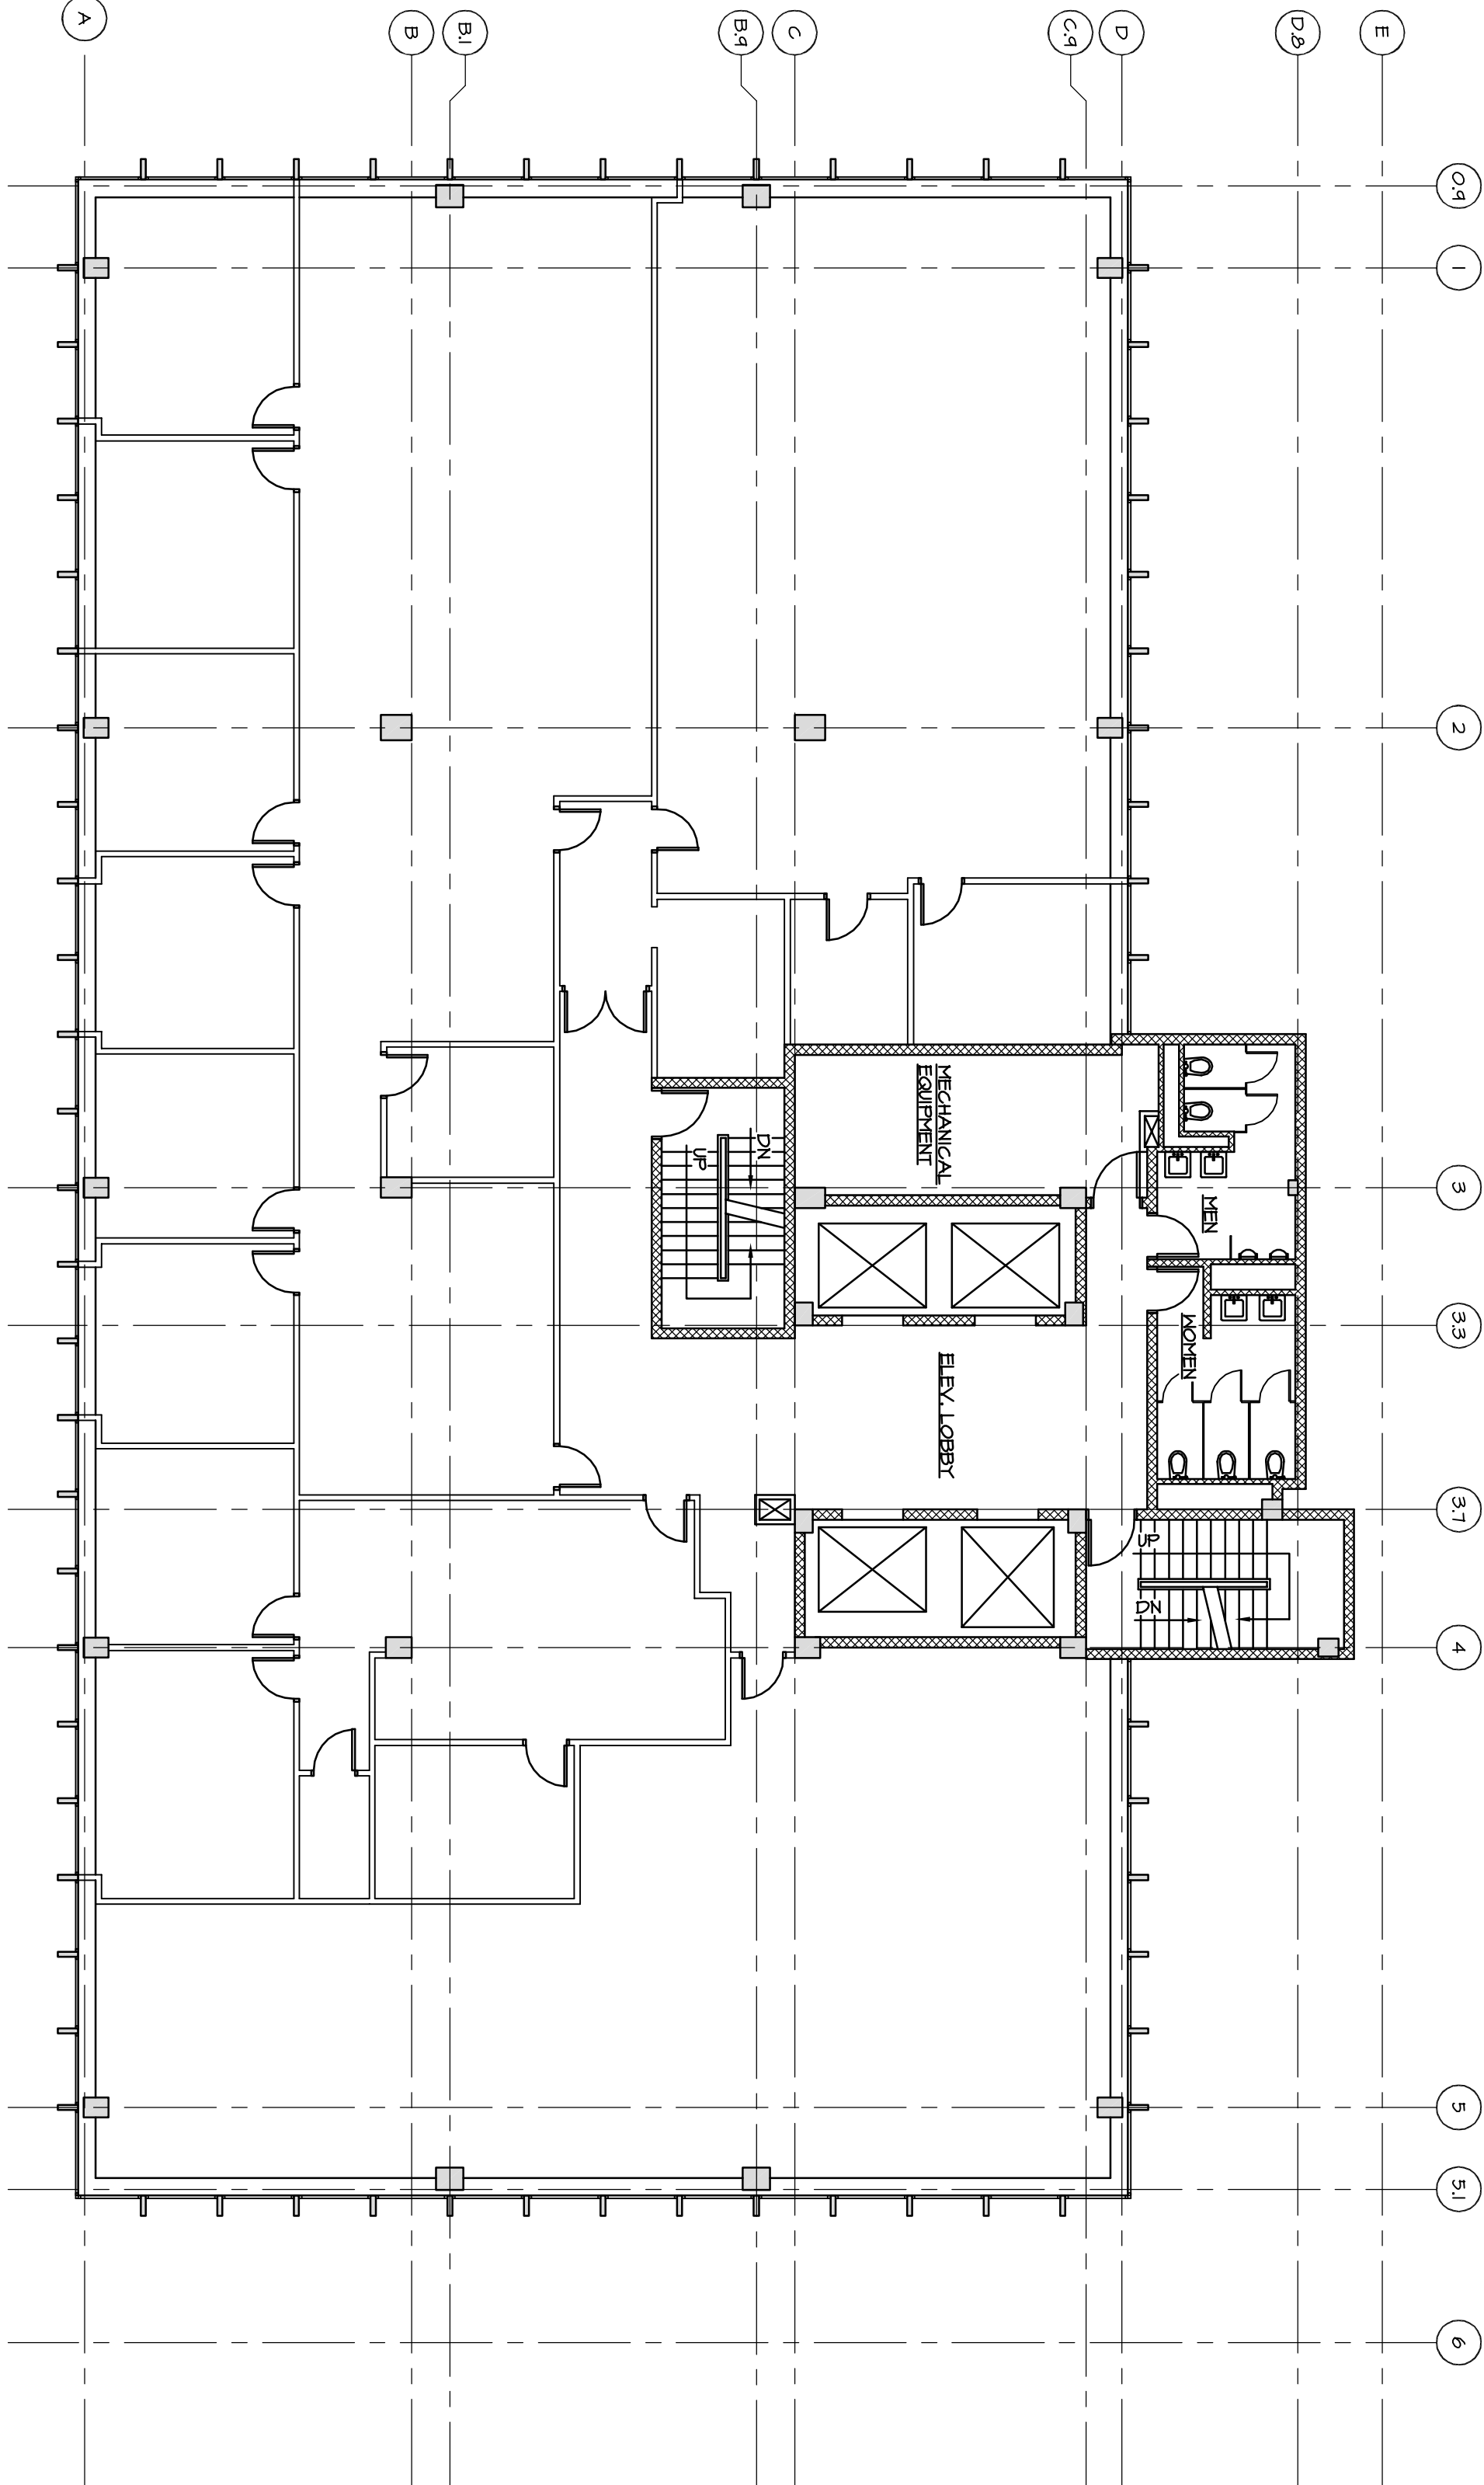 0.9
1
2
3
3.3
3.7
4
5
5.1
6
E
D.8
D
C.9
C
B.9
B.1
B
A
MEN
WOMEN
MECHANICAL
EQUIPMENT
ELEV. LOBBY
DN
UP
UP
DN